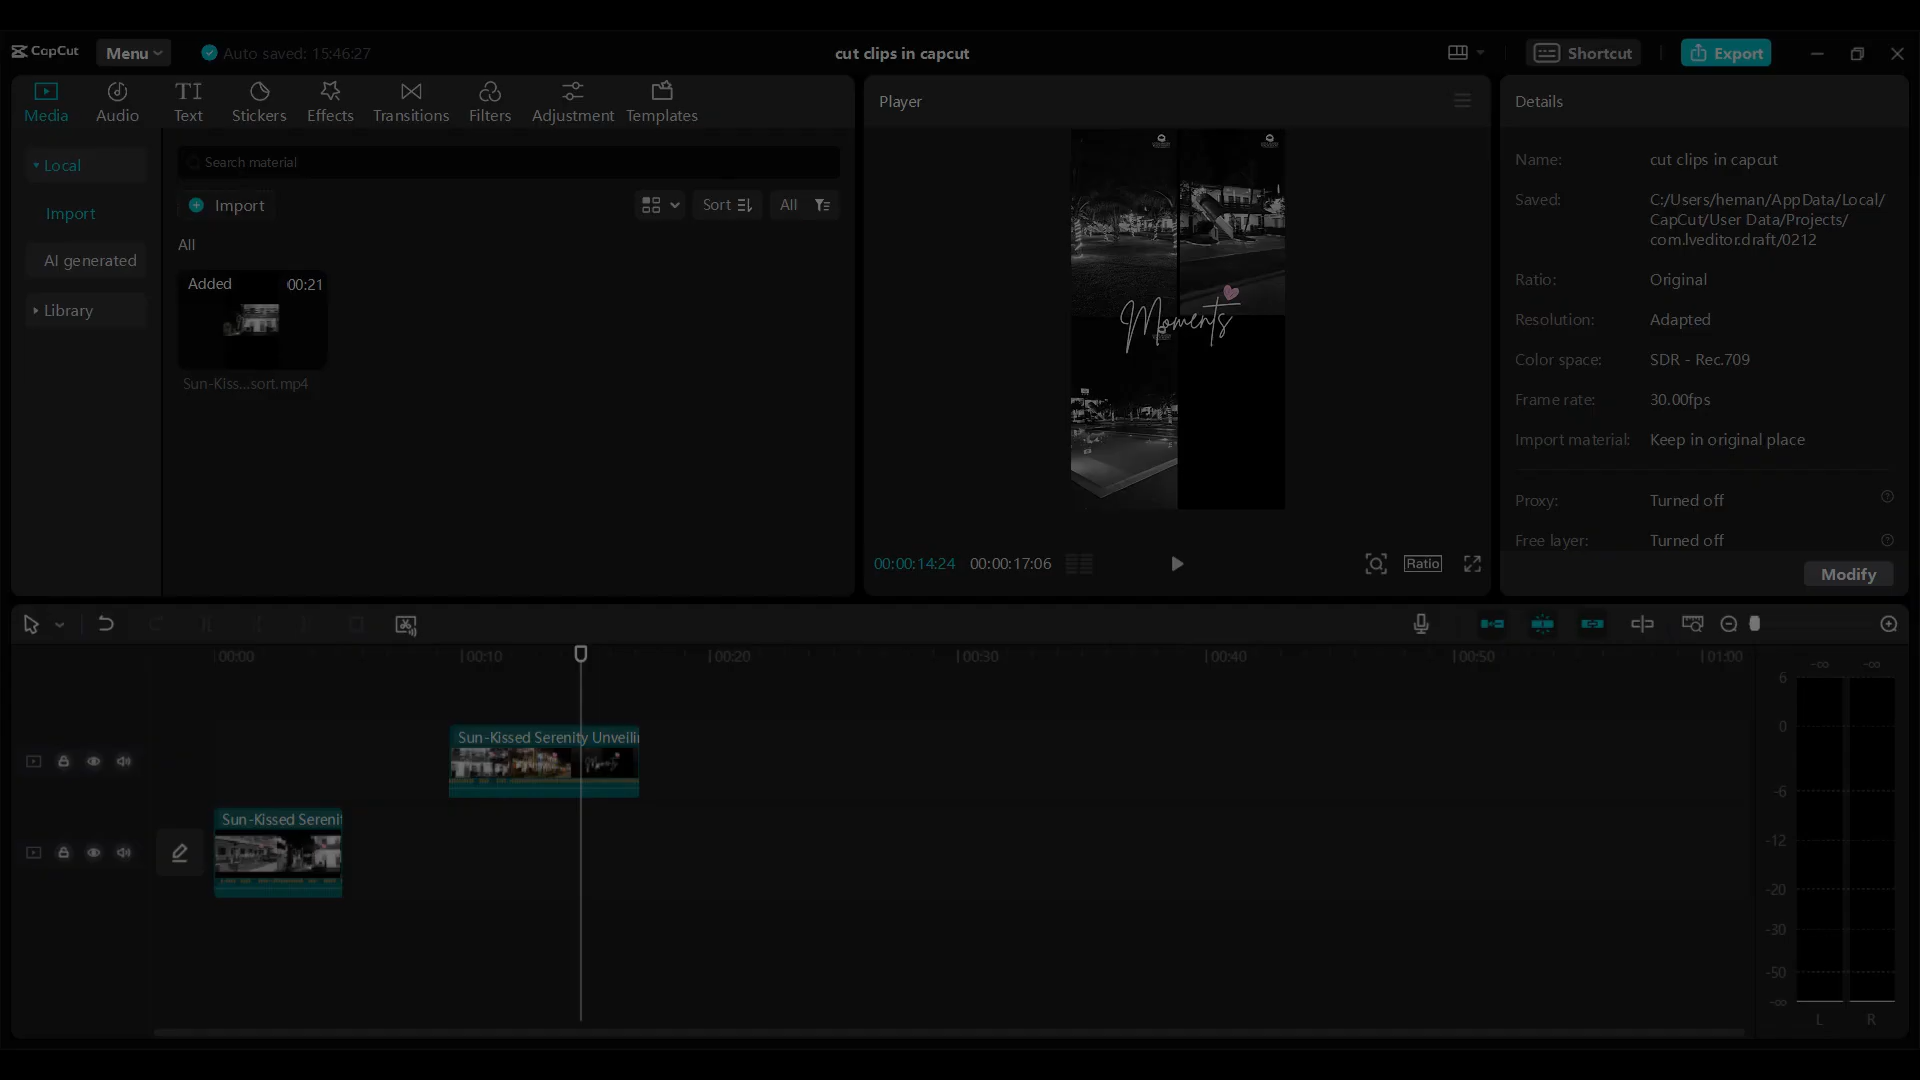 CapCut
Menu
Auto saved: 15:46:27
cut clips in capcut
Shortcut
Export
Media
Audio
TI
Text
Stickers
Effects
Transitions
Filters
Adjustment
Templates
Player
Details
Local
Import
AI generated
Library
Search material
Import
Sort
All
All
Added
00:21
Sun-Kiss...sort.mp4
Moments
00:00:14:24
00:00:17:06
Ratio
Name:
cut clips in capcut
Saved:
C:/Users/heman/AppData/Local/
CapCut/User Data/Projects/
com.lveditor.draft/0212
Ratio:
Original
Resolution:
Adapted
Color space:
SDR - Rec.709
Frame rate:
30.00fps
Import material:
Keep in original place
Proxy:
Turned off
Free layer:
Turned off
Modify
00:00
00:10
00:20
00:30
00:40
00:50
01:00
Sun-Kissed Serenity Unveili
Moments
Sun-Kissed Serenit
-∞
-∞
6
0
-6
-12
-20
-30
-50
-∞
L
R